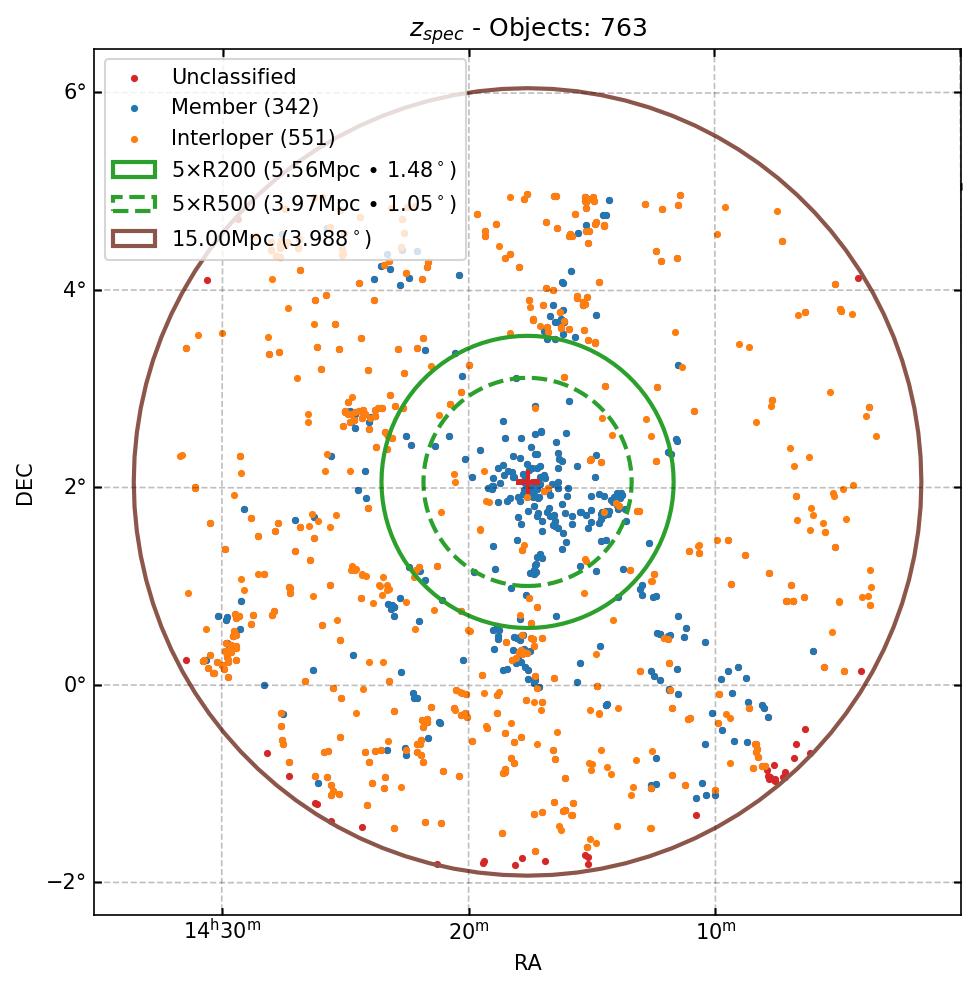 z_spec - Objects: 763
Unclassified
Member (342)
Interloper (551)
5×R200 (5.56Mpc • 1.48°)
5×R500 (3.97Mpc • 1.05°)
15.00Mpc (3.988°)
6°
4°
2°
0°
−2°
DEC
14ʰ30ᵐ 20ᵐ 10ᵐ
RA